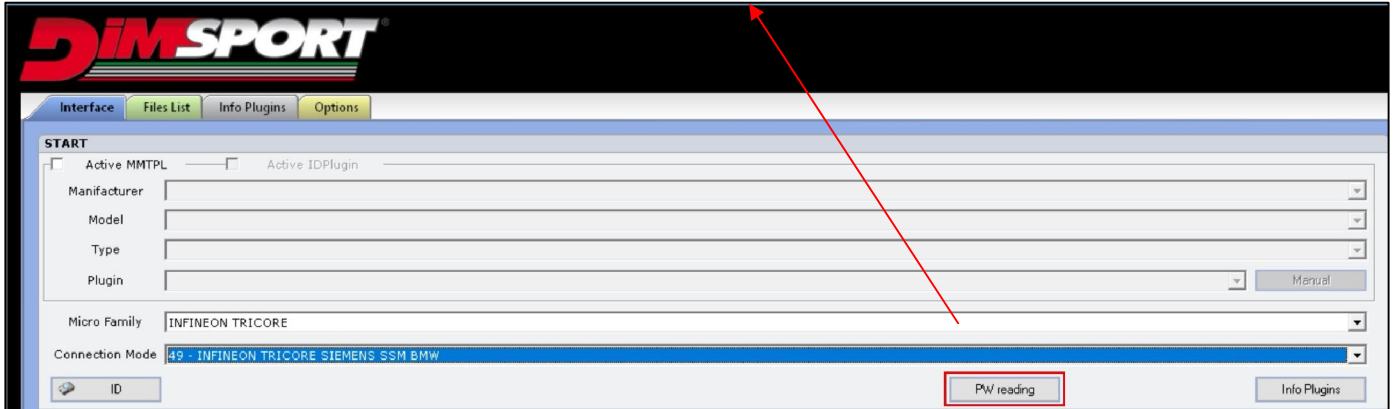 DiMSPORT®
Interface Files List Info Plugins Options
START
Active MMTPL Active IDPlugin
Manifacturer
Model
Type
Plugin Manual
Micro Family INFINEON TRICORE
Connection Mode 49 - INFINEON TRICORE SIEMENS SSM BMW
ID PW reading Info Plugins